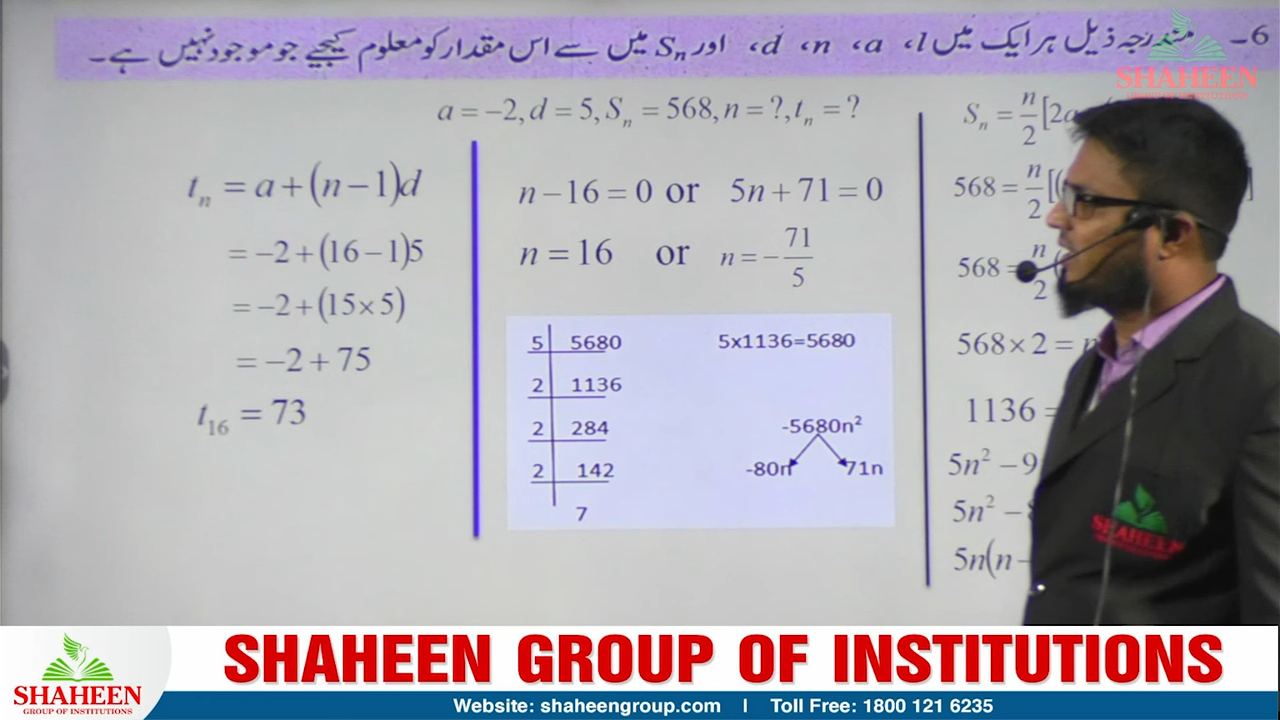 6۔ مندرجہ ذیل ہر ایک میں l، a، n، d، اور Sₙ میں سے اس مقدار کو معلوم کیجیے جو موجود نہیں ہے۔
SHAHEEN
GROUP OF INSTITUTIONS
a = −2, d = 5, Sₙ = 568, n = ?, tₙ = ?
tₙ = a + (n − 1)d
= −2 + (16 − 1)5
= −2 + (15 × 5)
= −2 + 75
t₁₆ = 73
n − 16 = 0 or 5n + 71 = 0
n = 16 or n = − 71/5
5 | 5680
2 | 1136
2 | 284
2 | 142
7
5x1136=5680
-5680n²
-80n 71n
Sₙ = n/2 [2a
568 = n/2 [(
568 = n/2 (
568 × 2 =
1136 =
5n² − 9
5n² −
5n(n −
SHAHEEN
SHAHEEN
GROUP OF INSTITUTIONS
SHAHEEN GROUP OF INSTITUTIONS
Website: shaheengroup.com I Toll Free: 1800 121 6235